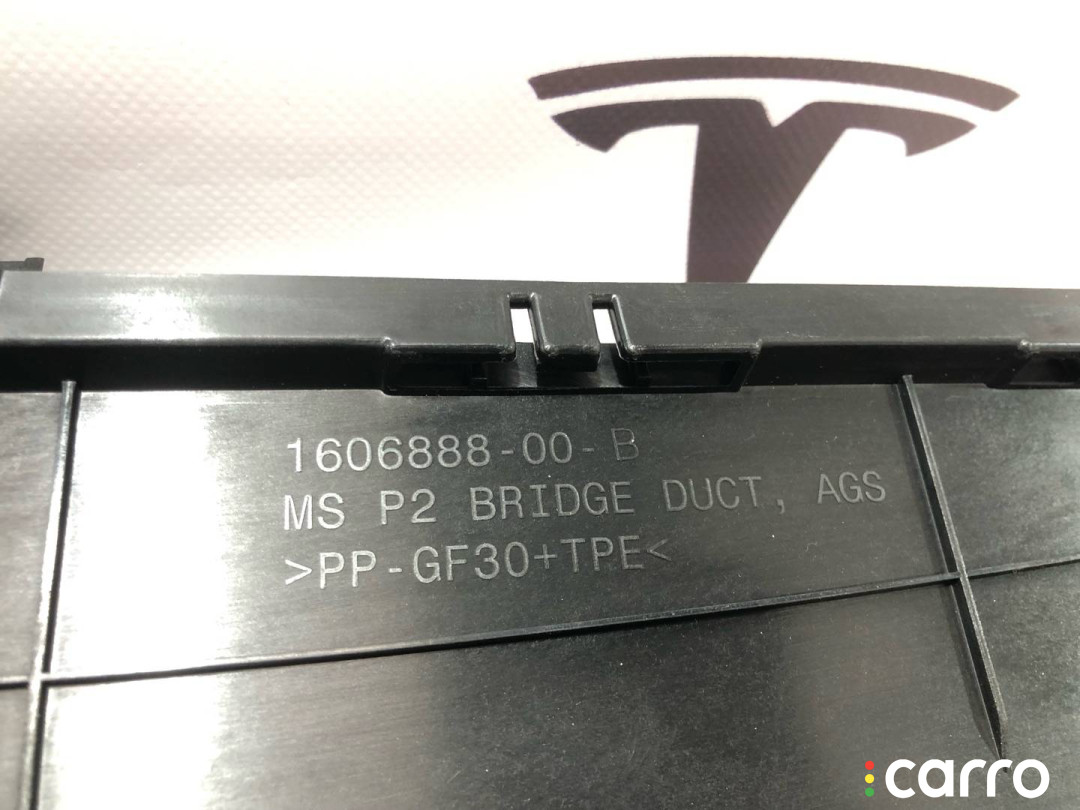 1606888-00-B
MS P2 BRIDGE DUCT, AGS
>PP-GF30+TPE<
carro